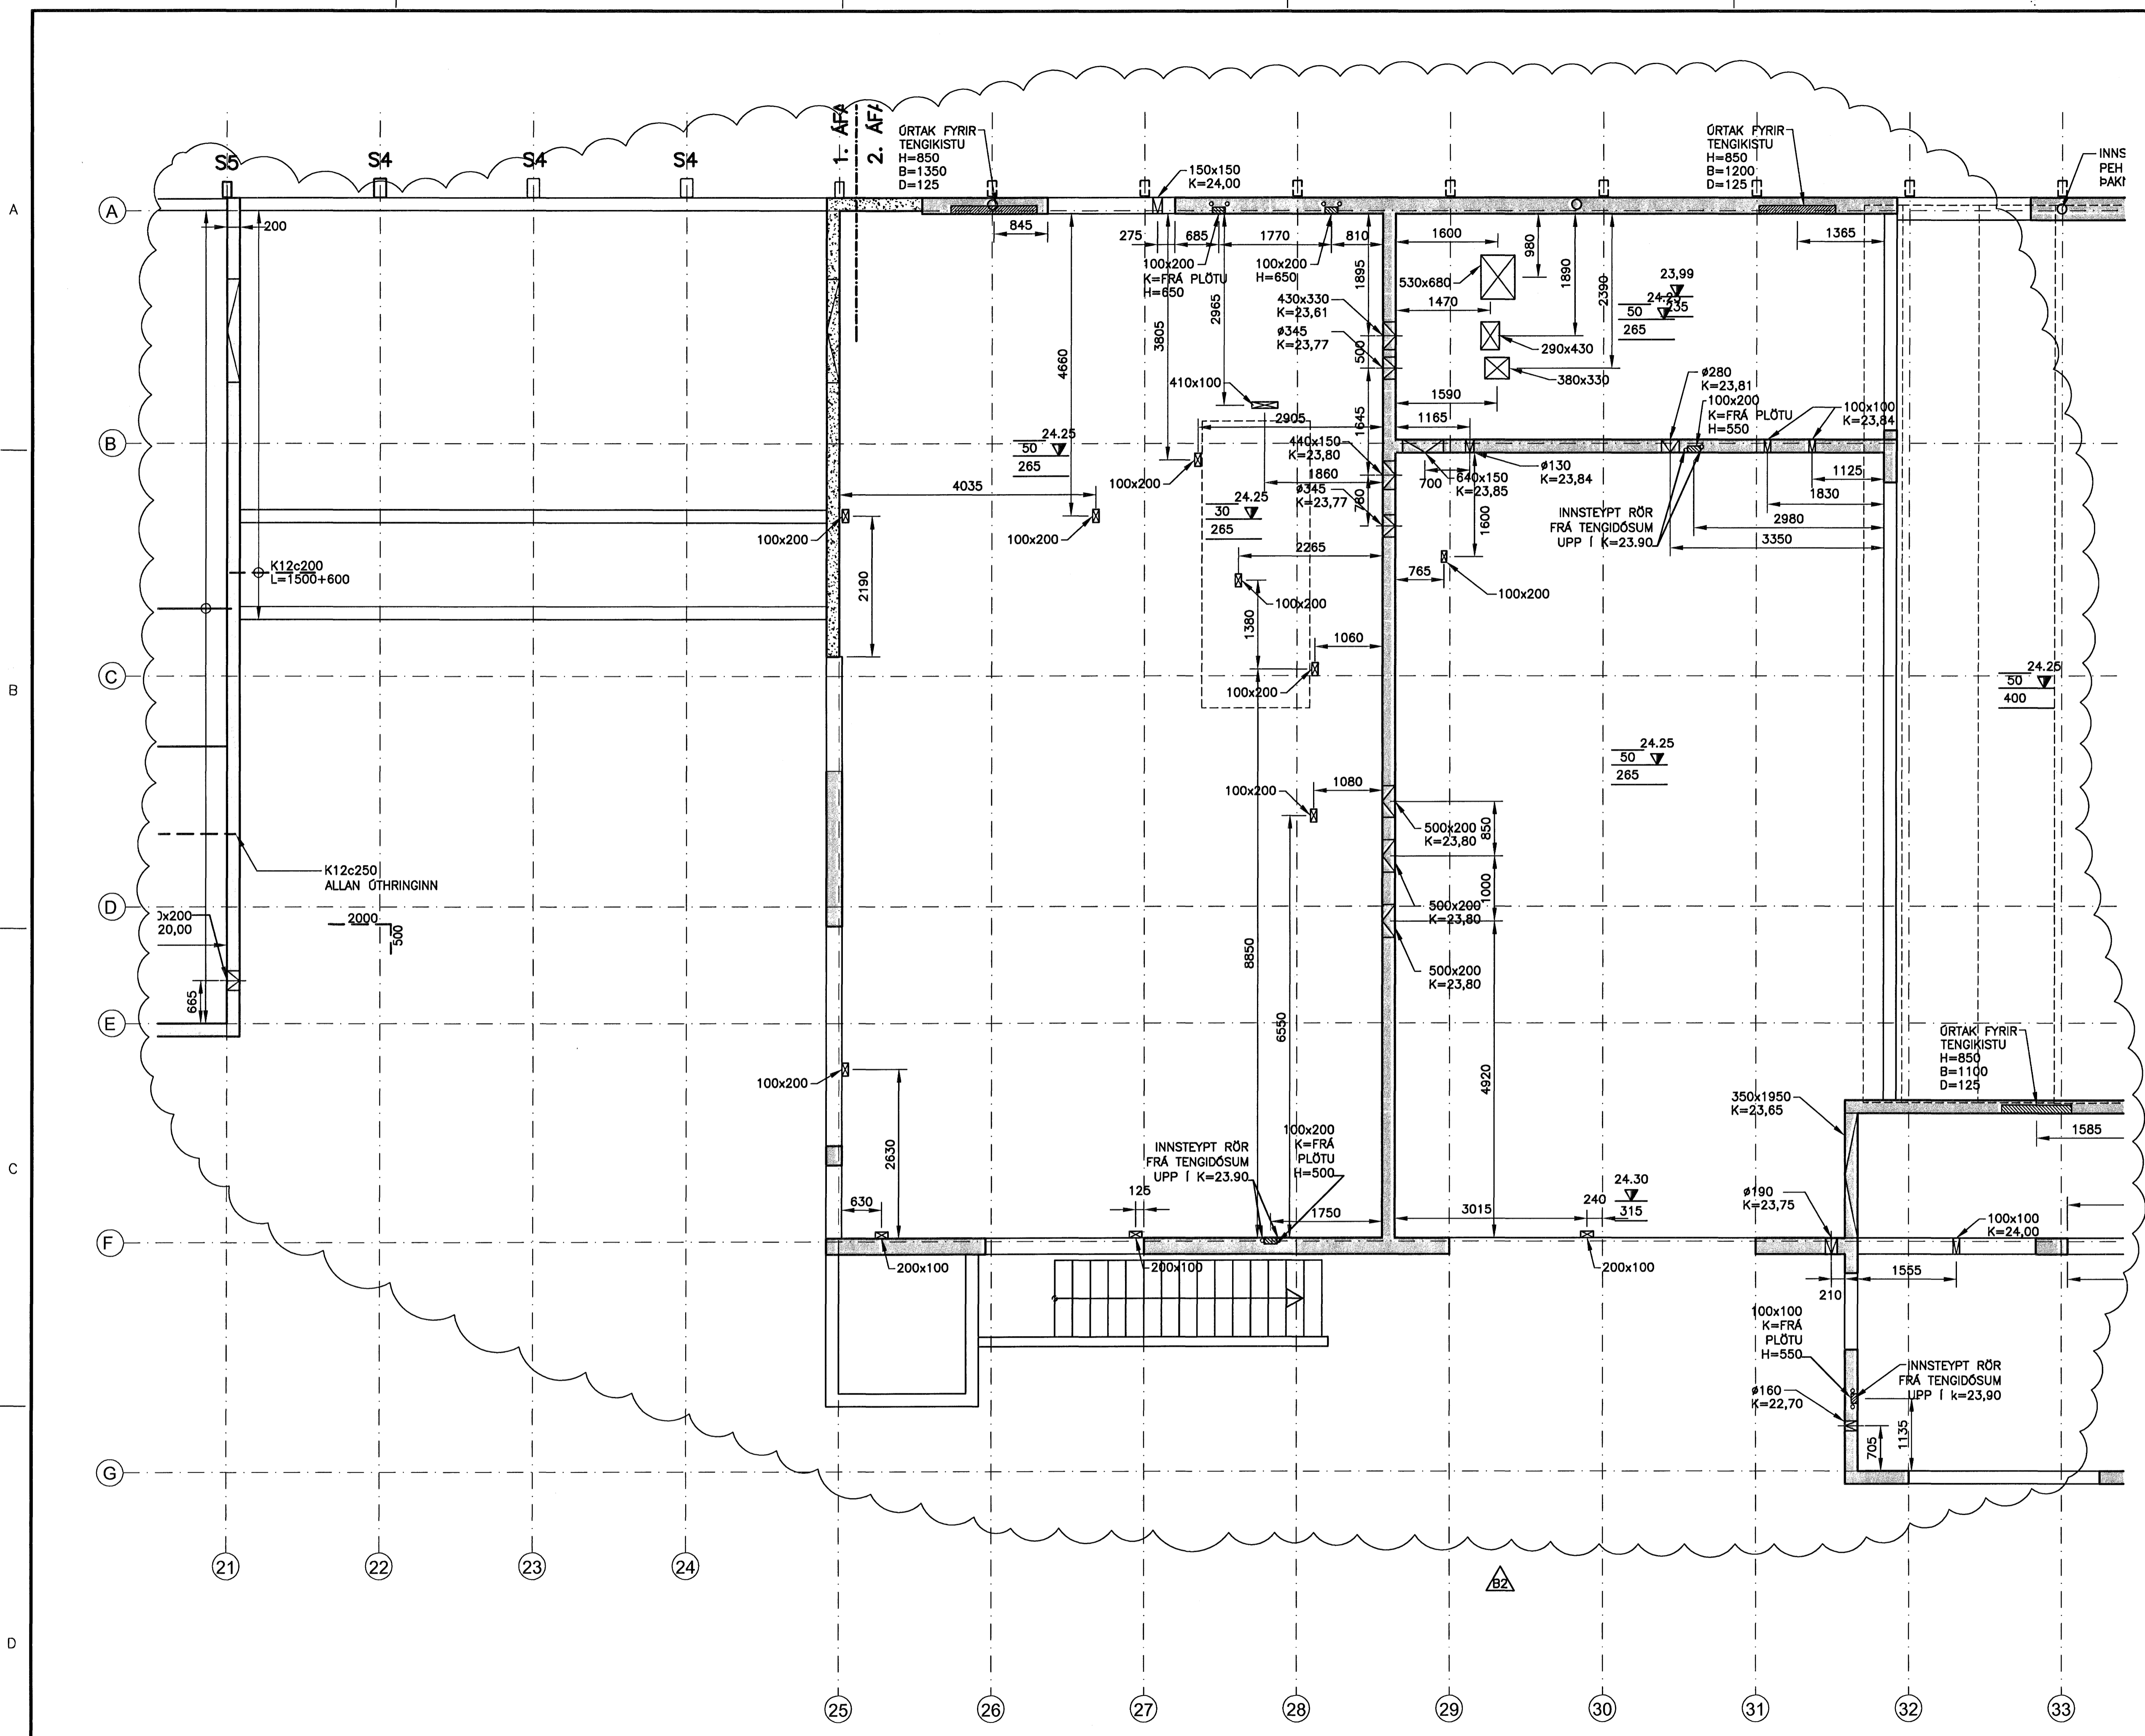 1. ÁFA
2. ÁFA
S5
S4
S4
S4
ÚRTAK FYRIR
TENGIKISTU
H=850
B=1350
D=125
150x150
K=24,00
ÚRTAK FYRIR
TENGIKISTU
H=850
B=1200
D=125
INNS
PEH
ÞAKN
A
A
200
845
275
685
1770
810
1600
980
1365
100x200
K=FRÁ PLÖTU
H=650
100x200
H=650
1895
530x680
1890
2390
23,99
24.25
235
50
265
430x330
K=23,61
1470
ø345
K=23,77
500
290x430
2965
3805
4660
410x100
380x330
1590
ø280
K=23,81
100x200
K=FRÁ PLÖTU
H=550
100x100
K=23,84
2905
1645
1165
B
24.25
50
265
440x150
K=23,80
1860
ø130
K=23,84
640x150
K=23,85
700
1125
100x200
4035
ø345
K=23,77
780
1830
24.25
30
265
INNSTEYPT RÖR
FRÁ TENGIDÓSUM
UPP Í K=23.90
2980
100x200
100x200
1600
3350
2265
K12c200
L=1500+600
2190
765
100x200
100x200
1380
1060
C
B
100x200
24.25
50
400
24.25
50
265
1080
100x200
500x200
K=23,80
850
K12c250
ALLAN ÚTHRINGINN
1000
D
0x200
20,00
2000
500
500x200
K=23,80
8850
500x200
K=23,80
665
E
6550
ÚRTAK FYRIR
TENGIKISTU
H=850
B=1100
D=125
4920
100x200
350x1950
K=23,65
2630
INNSTEYPT RÖR
FRÁ TENGIDÓSUM
UPP Í K=23.90
100x200
K=FRÁ
PLÖTU
H=500
1585
C
24.30
315
630
125
1750
3015
240
ø190
K=23,75
100x100
K=24,00
F
200x100
200x100
200x100
1555
210
100x100
K=FRÁ
PLÖTU
H=550
INNSTEYPT RÖR
FRÁ TENGIDÓSUM
UPP Í k=23,90
ø160
K=22,70
705
1135
G
21
22
23
24
B2
D
25
26
27
28
29
30
31
32
33